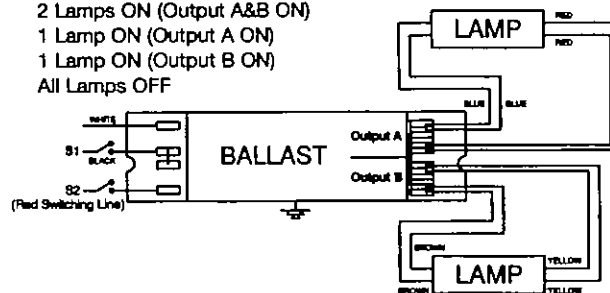 2 Lamps ON (Output A&B ON)
1 Lamp ON (Output A ON)
1 Lamp ON (Output B ON)
All Lamps OFF
LAMP
RED
RED
BLUE
BLUE
WHITE
S1
BLACK
S2
(Red Switching Line)
BALLAST
Output A
Output B
BROWN
BROWN
LAMP
YELLOW
YELLOW